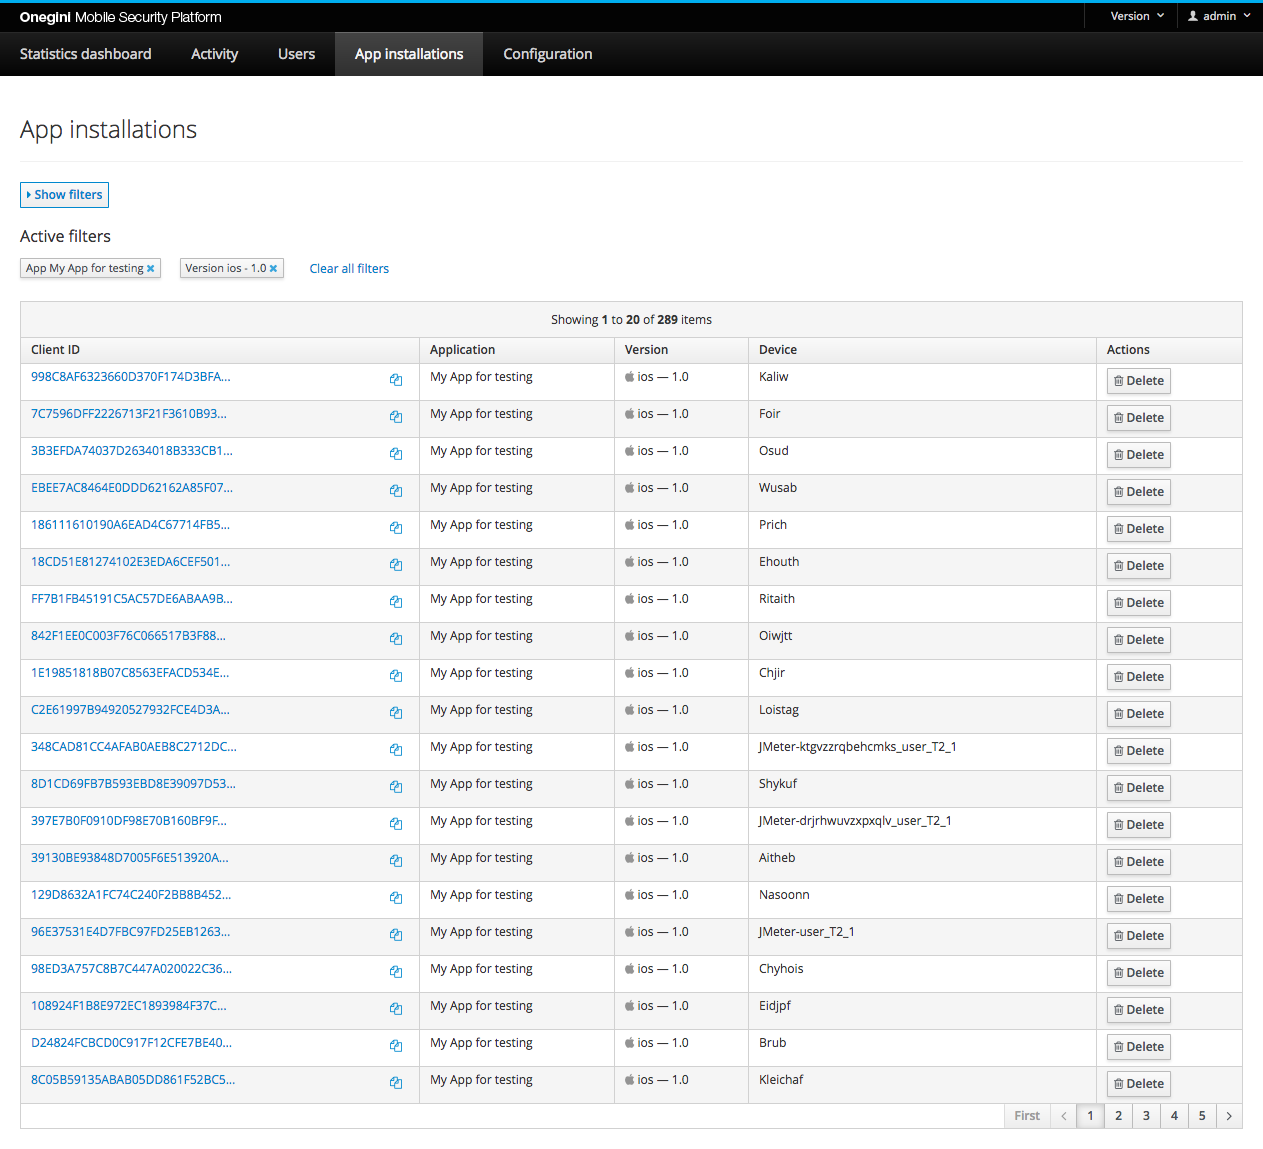 Onegini Mobile Security Platform Version admin
Statistics dashboard Activity Users App installations Configuration
App installations
Show filters
Active filters
App My App for testing Version ios - 1.0 Clear all filters
Showing 1 to 20 of 289 items
Client ID Application Version Device Actions
998C8AF6323660D370F174D3BFA... My App for testing ios — 1.0 Kaliw Delete
7C7596DFF2226713F21F3610B93... My App for testing ios — 1.0 Foir Delete
3B3EFDA74037D2634018B333CB1... My App for testing ios — 1.0 Osud Delete
EBEE7AC8464E0DDD62162A85F07... My App for testing ios — 1.0 Wusab Delete
186111610190A6EAD4C67714FB5... My App for testing ios — 1.0 Prich Delete
18CD51E81274102E3EDA6CEF501... My App for testing ios — 1.0 Ehouth Delete
FF7B1FB45191C5AC57DE6ABAA9B... My App for testing ios — 1.0 Ritaith Delete
842F1EE0C003F76C066517B3F88... My App for testing ios — 1.0 Oiwjtt Delete
1E19851818B07C8563EFACD534E... My App for testing ios — 1.0 Chjir Delete
C2E61997B94920527932FCE4D3A... My App for testing ios — 1.0 Loistag Delete
348CAD81CC4AFAB0AEB8C2712DC... My App for testing ios — 1.0 JMeter-ktgvzzrqbehcmks_user_T2_1 Delete
8D1CD69FB7B593EBD8E39097D53... My App for testing ios — 1.0 Shykuf Delete
397E7B0F0910DF98E70B160BF9F... My App for testing ios — 1.0 JMeter-drjrhwuvzxpxqlv_user_T2_1 Delete
39130BE93848D7005F6E513920A... My App for testing ios — 1.0 Aitheb Delete
129D8632A1FC74C240F2BB8B452... My App for testing ios — 1.0 Nasoonn Delete
96E37531E4D7FBC97FD25EB1263... My App for testing ios — 1.0 JMeter-user_T2_1 Delete
98ED3A757C8B7C447A020022C36... My App for testing ios — 1.0 Chyhois Delete
108924F1B8E972EC1893984F37C... My App for testing ios — 1.0 Eidjpf Delete
D24824FCBCD0C917F12CFE7BE40... My App for testing ios — 1.0 Brub Delete
8C05B59135ABAB05DD861F52BC5... My App for testing ios — 1.0 Kleichaf Delete
First < 1 2 3 4 5 >